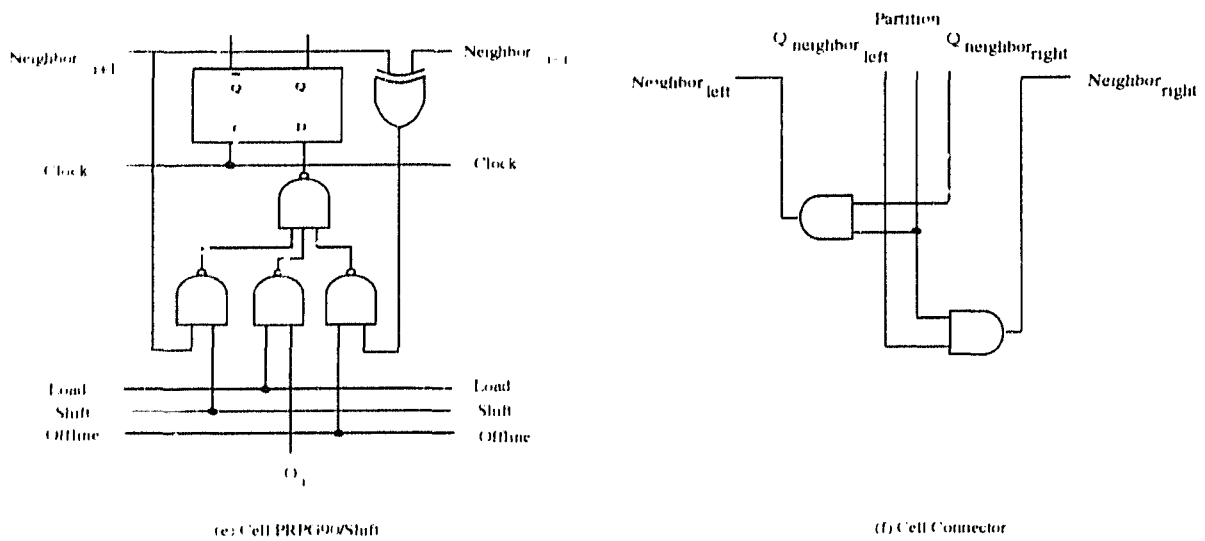 Partition
Q neighbor left
Q neighbor right
Neighbor i+1
Neighbor
Neighbor left
Neighbor right
Q̅ Q
D
Clock
Clock
Load
Load
Shift
Shift
Offline
Offline
(e) Cell PRPG90/Shift
(f) Cell Connector